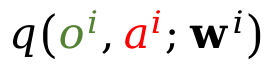 q(oⁱ, aⁱ; 𝐰ⁱ)